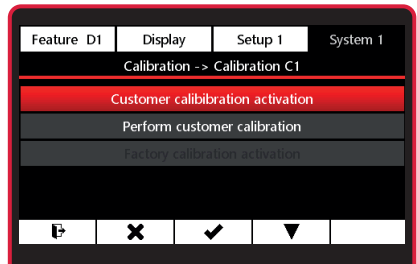 Feature D1 Display Setup 1 System 1
Calibration -> Calibration C1
Customer calibibration activation
Perform customer calibration
Factory calibration activation